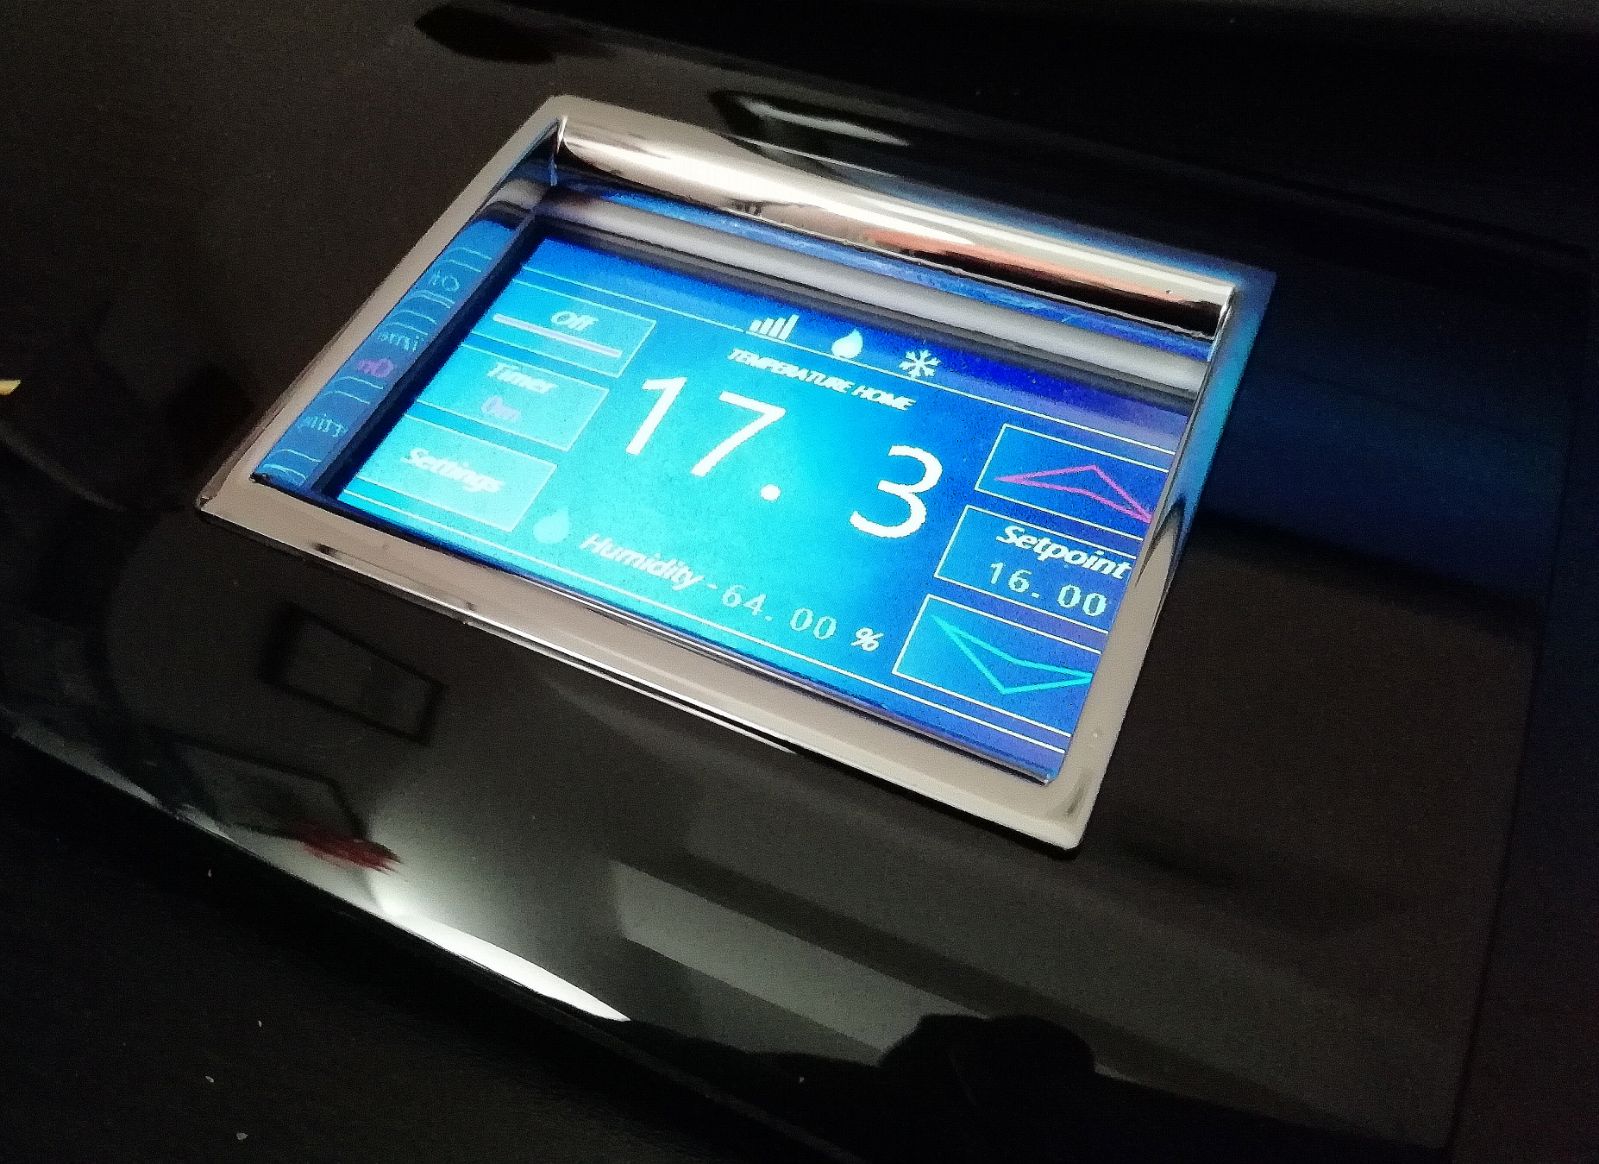 Off
Timer
On
Settings
TEMPERATURE HOME
17. 3
Humidity - 64. 00 %
Setpoint
16. 00